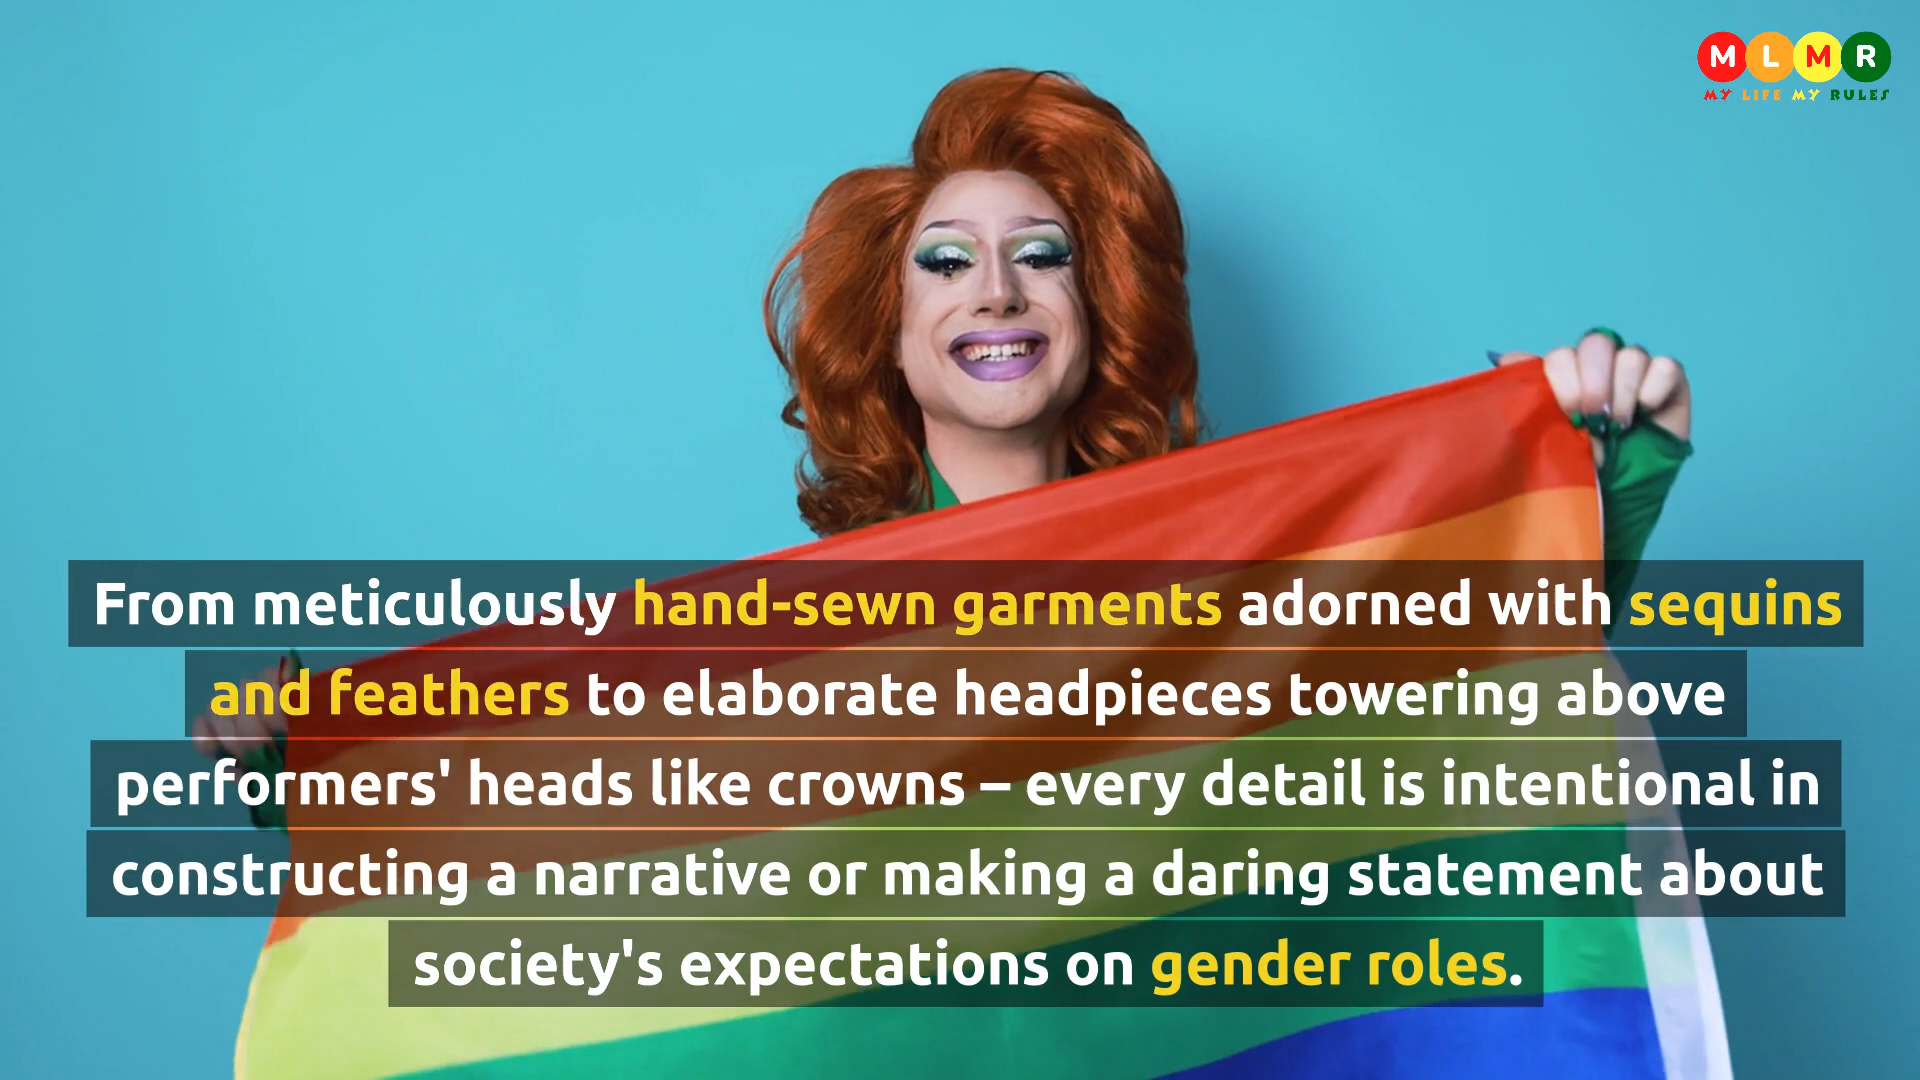 M L M R
MY LIFE MY RULES
From meticulously hand-sewn garments adorned with sequins
and feathers to elaborate headpieces towering above
performers' heads like crowns – every detail is intentional in
constructing a narrative or making a daring statement about
society's expectations on gender roles.